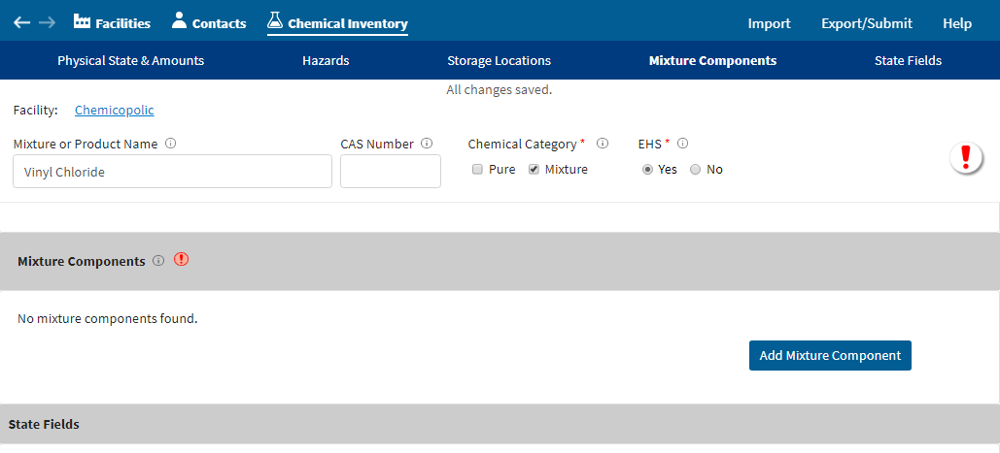 Facilities Contacts Chemical Inventory Import Export/Submit Help
Physical State & Amounts Hazards Storage Locations Mixture Components State Fields
All changes saved.
Facility: Chemicopolic
Mixture or Product Name CAS Number Chemical Category * EHS *
Vinyl Chloride Pure Mixture Yes No
Mixture Components
No mixture components found.
Add Mixture Component
State Fields